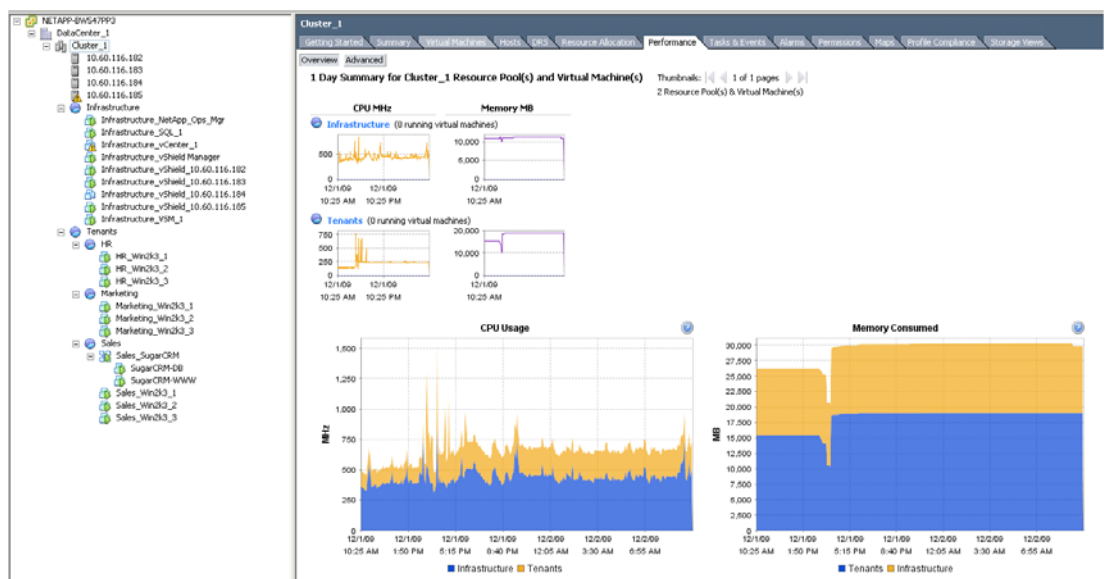 NETAPP-BWS47PP3
DataCenter_1
Cluster_1
10.60.116.182
10.60.116.183
10.60.116.184
10.60.116.185
Infrastructure
Infrastructure_NetApp_Ops_Mgr
Infrastructure_SQL_1
Infrastructure_vCenter_1
Infrastructure_vShield Manager
Infrastructure_vShield_10.60.116.182
Infrastructure_vShield_10.60.116.183
Infrastructure_vShield_10.60.116.184
Infrastructure_vShield_10.60.116.185
Infrastructure_VSM_1
Tenants
HR
HR_Win2k3_1
HR_Win2k3_2
HR_Win2k3_3
Marketing
Marketing_Win2k3_1
Marketing_Win2k3_2
Marketing_Win2k3_3
Sales
Sales_SugarCRM
SugarCRM-DB
SugarCRM-WWW
Sales_Win2k3_1
Sales_Win2k3_2
Sales_Win2k3_3
Cluster_1
Getting Started Summary Virtual Machines Hosts DRS Resource Allocation Performance Tasks & Events Alarms Permissions Maps Profile Compliance Storage Views
Overview Advanced
1 Day Summary for Cluster_1 Resource Pool(s) and Virtual Machine(s) Thumbnails: 1 of 1 pages
2 Resource Pool(s) & Virtual Machine(s)
CPU MHz Memory MB
Infrastructure (0 running virtual machines)
500
0
12/1/09 12/1/09
10:25 AM 10:25 PM
10,000
5,000
0
12/1/09
10:25 AM
Tenants (0 running virtual machines)
750
500
250
0
12/1/09 12/1/09
10:25 AM 10:25 PM
20,000
10,000
0
12/1/09
10:25 AM
CPU Usage
MHz
1,500
1,250
1,000
750
500
250
0
12/1/09 12/1/09 12/1/09 12/1/09 12/2/09 12/2/09 12/2/09
10:25 AM 1:50 PM 5:15 PM 8:40 PM 12:05 AM 3:30 AM 6:55 AM
Infrastructure Tenants
Memory Consumed
MB
30,000
27,500
25,000
22,500
20,000
17,500
15,000
12,500
10,000
7,500
5,000
2,500
0
12/1/09 12/1/09 12/1/09 12/1/09 12/2/09 12/2/09 12/2/09
10:25 AM 1:50 PM 5:15 PM 8:40 PM 12:05 AM 3:30 AM 6:55 AM
Tenants Infrastructure